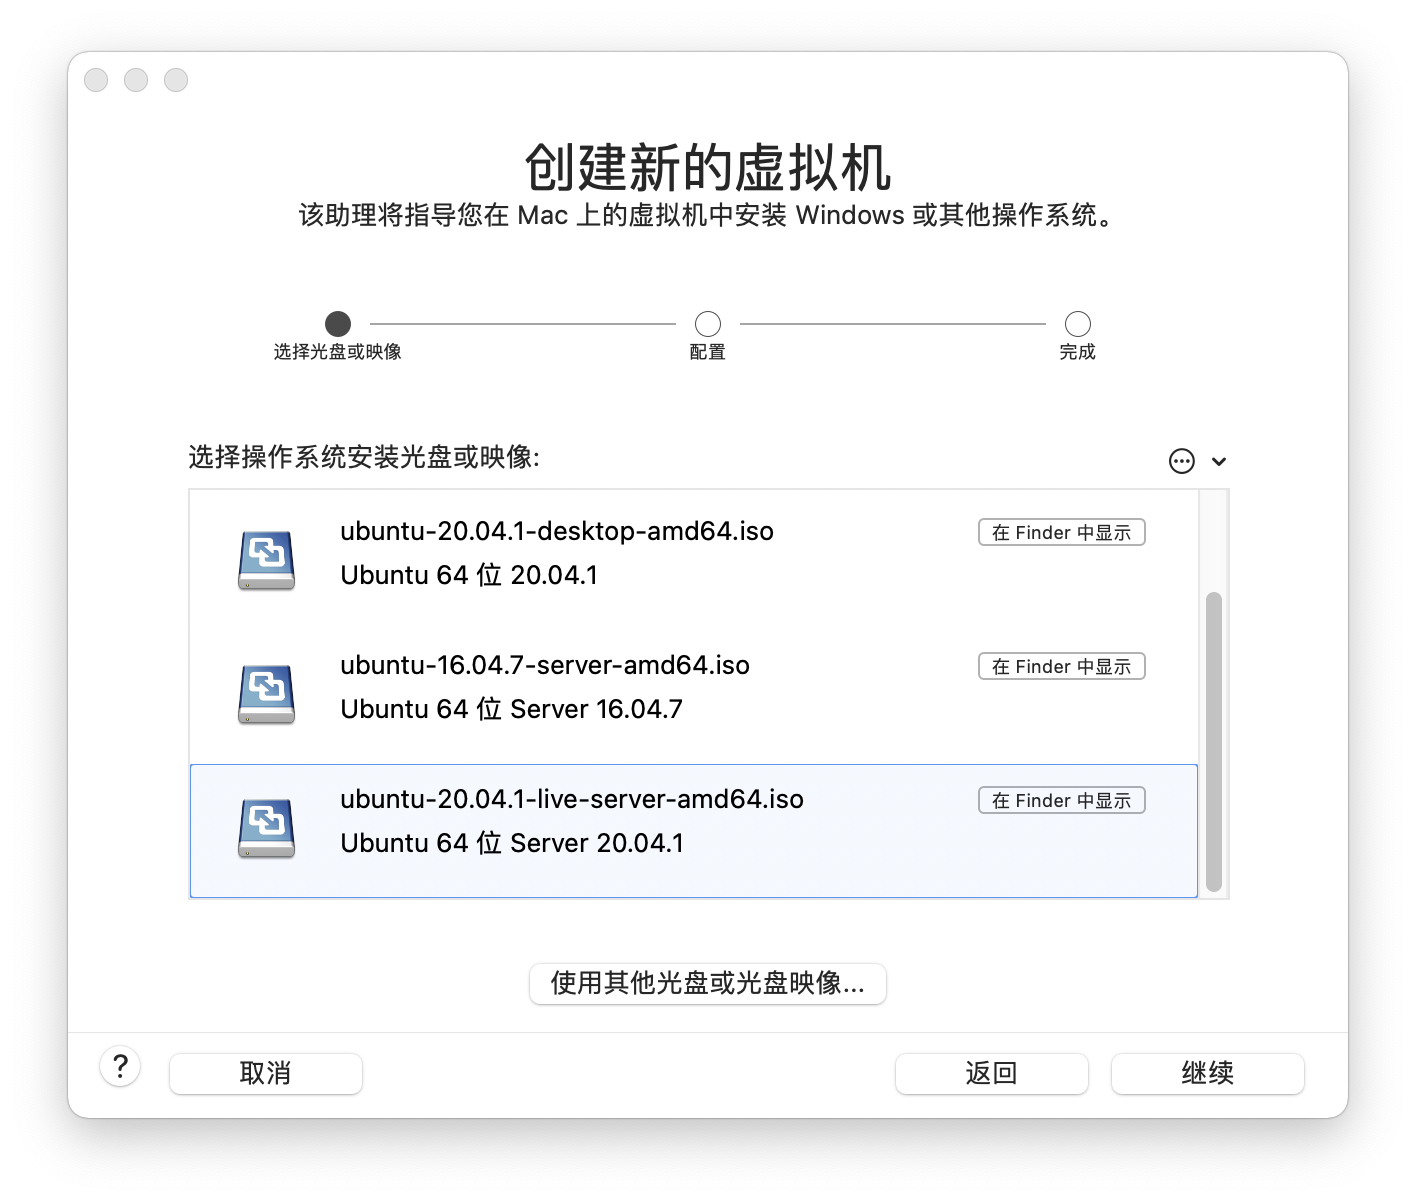 创建新的虚拟机
该助理将指导您在 Mac 上的虚拟机中安装 Windows 或其他操作系统。
选择光盘或映像
配置
完成
选择操作系统安装光盘或映像:
ubuntu-20.04.1-desktop-amd64.iso
在 Finder 中显示
Ubuntu 64 位 20.04.1
ubuntu-16.04.7-server-amd64.iso
在 Finder 中显示
Ubuntu 64 位 Server 16.04.7
ubuntu-20.04.1-live-server-amd64.iso
在 Finder 中显示
Ubuntu 64 位 Server 20.04.1
使用其他光盘或光盘映像...
?
取消
返回
继续